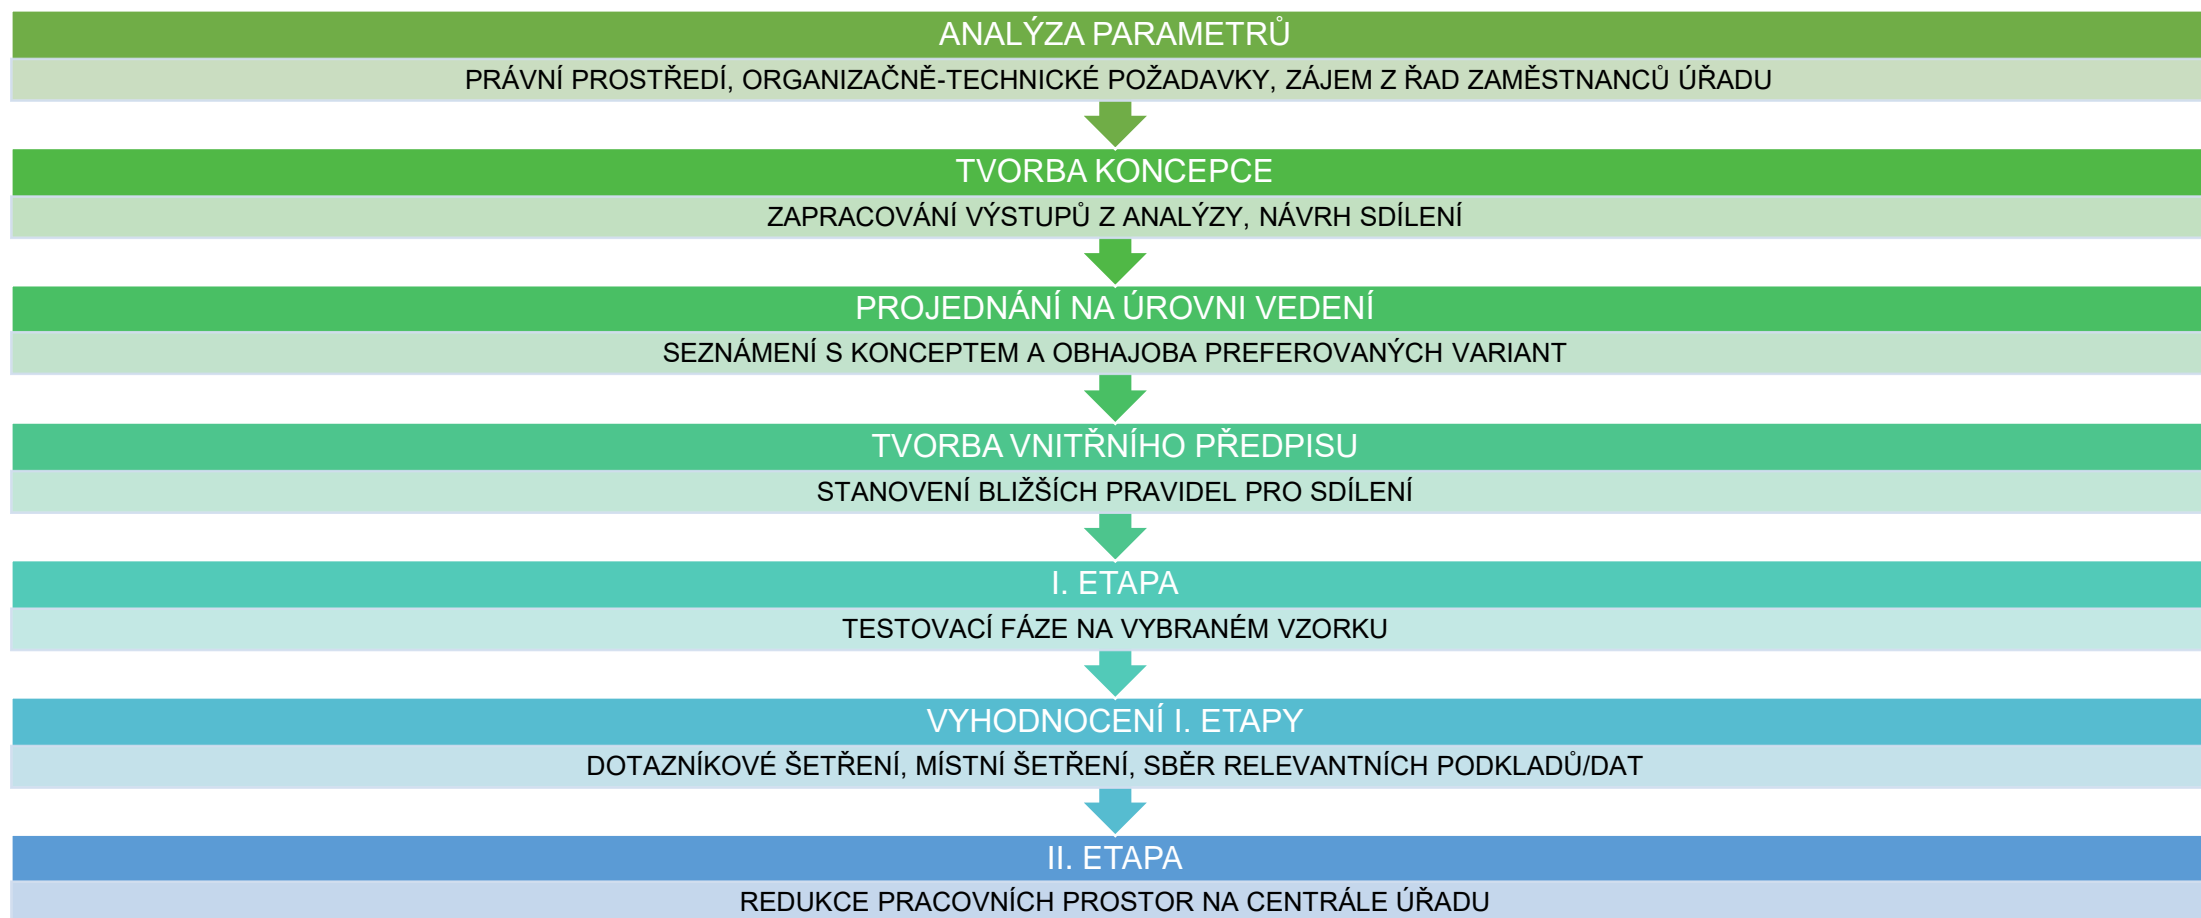 ANALÝZA PARAMETRŮ
PRÁVNÍ PROSTŘEDÍ, ORGANIZAČNĚ-TECHNICKÉ POŽADAVKY, ZÁJEM Z ŘAD ZAMĚSTNANCŮ ÚŘADU
TVORBA KONCEPCE
ZAPRACOVÁNÍ VÝSTUPŮ Z ANALÝZY, NÁVRH SDÍLENÍ
PROJEDNÁNÍ NA ÚROVNI VEDENÍ
SEZNÁMENÍ S KONCEPTEM A OBHAJOBA PREFEROVANÝCH VARIANT
TVORBA VNITŘNÍHO PŘEDPISU
STANOVENÍ BLIŽŠÍCH PRAVIDEL PRO SDÍLENÍ
I. ETAPA
TESTOVACÍ FÁZE NA VYBRANÉM VZORKU
VYHODNOCENÍ I. ETAPY
DOTAZNÍKOVÉ ŠETŘENÍ, MÍSTNÍ ŠETŘENÍ, SBĚR RELEVANTNÍCH PODKLADŮ/DAT
II. ETAPA
REDUKCE PRACOVNÍCH PROSTOR NA CENTRÁLE ÚŘADU